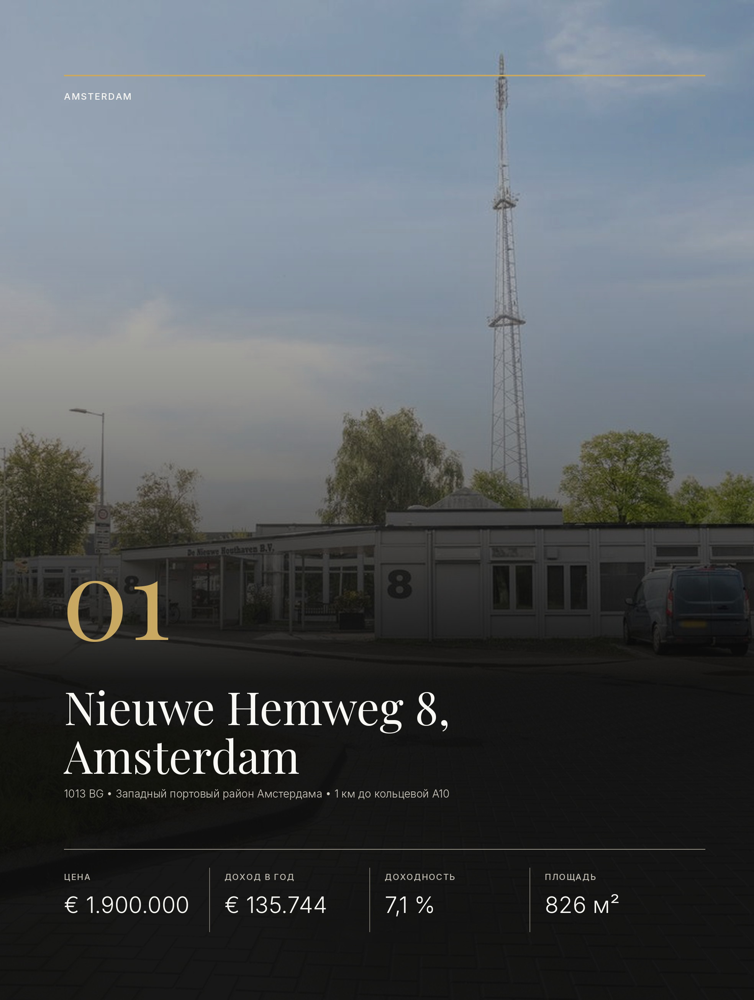 AMSTERDAM
De Nieuwe Houthaven B.V.
8
8
01
Nieuwe Hemweg 8,
Amsterdam
1013 BG • Западный портовый район Амстердама • 1 км до кольцевой A10
ЦЕНА
€ 1.900.000
ДОХОД В ГОД
€ 135.744
ДОХОДНОСТЬ
7,1 %
ПЛОЩАДЬ
826 м²